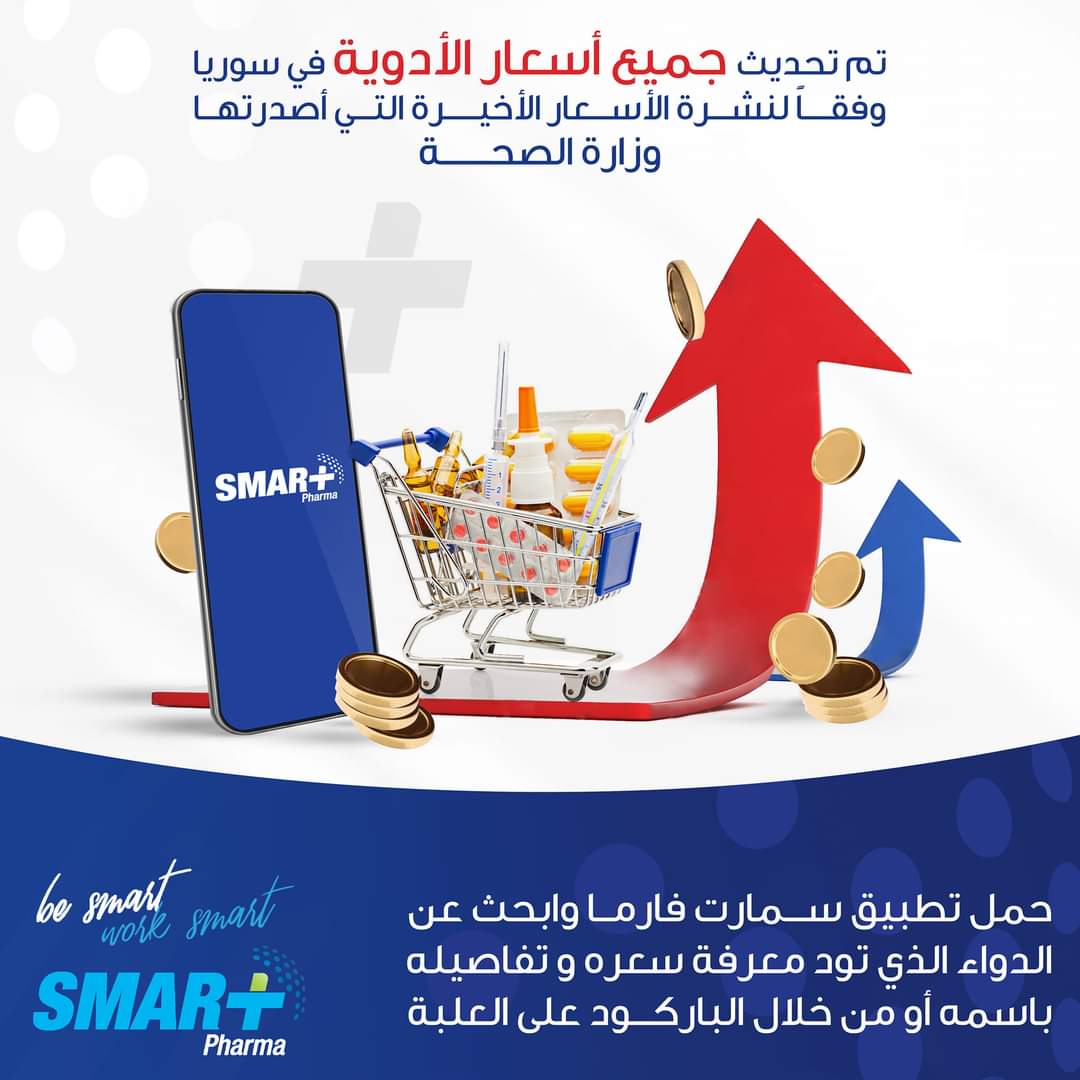 تم تحديث جميع أسعار الأدوية في سوريا
وفقاً لنشرة الأسعار الأخيرة التي أصدرتها
وزارة الصحة
SMAR+
Pharma
1
2
حمل تطبيق سمارت فارما وابحث عن
الدواء الذي تود معرفة سعره و تفاصيله
باسمه أو من خلال الباركود على العلبة
be smart
work smart
SMAR+
Pharma